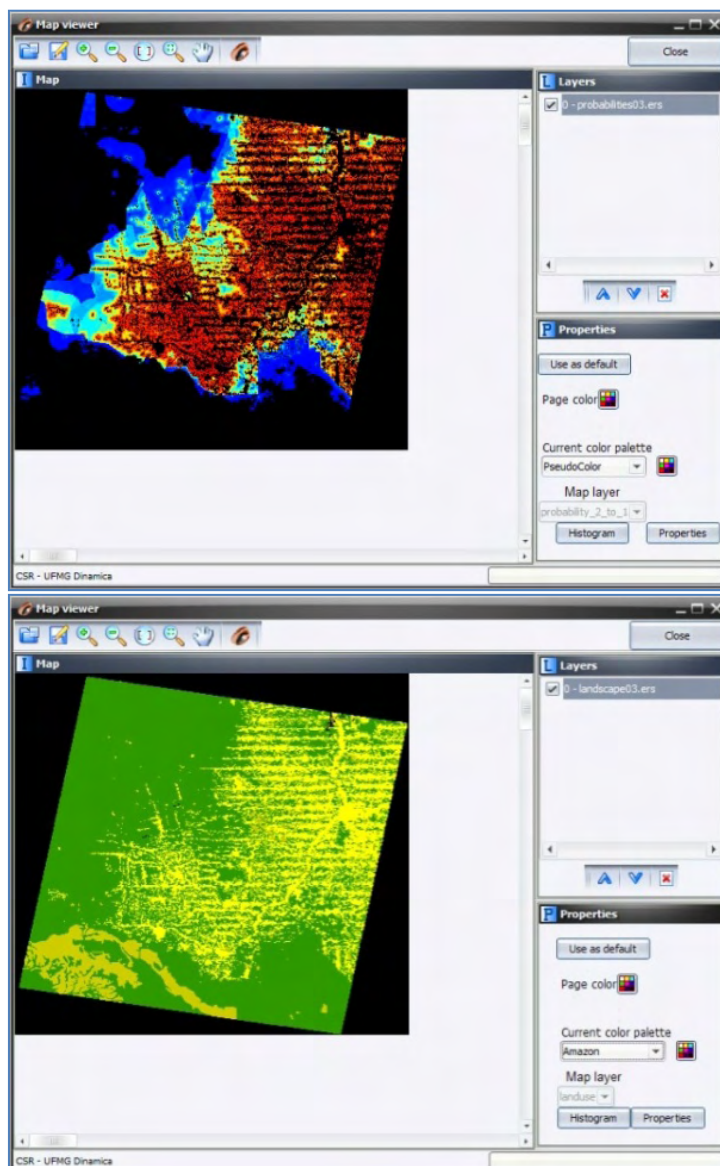 Map viewer
Close
Map
Layers
0 - probabilities03.ers
Properties
Use as default
Page color
Current color palette
PseudoColor
Map layer
probability_2_to_1
Histogram
Properties
CSR - UFMG Dinamica
Map viewer
Close
Map
Layers
0 - landscape03.ers
Properties
Use as default
Page color
Current color palette
Amazon
Map layer
landuse
Histogram
Properties
CSR - UFMG Dinamica